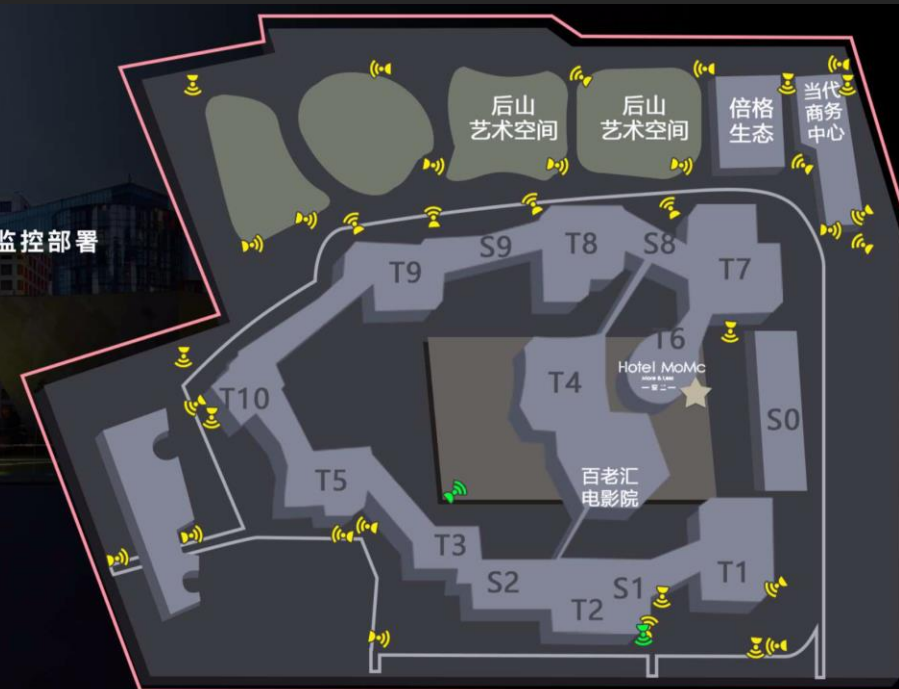 监控部署
后山
艺术空间
后山
艺术空间
倍格
生态
当代
商务
中心
S9
T8
S8
T9
T7
T6
Hotel MoMc
T4
T10
S0
T5
百老汇
电影院
T3
S2
T1
S1
T2